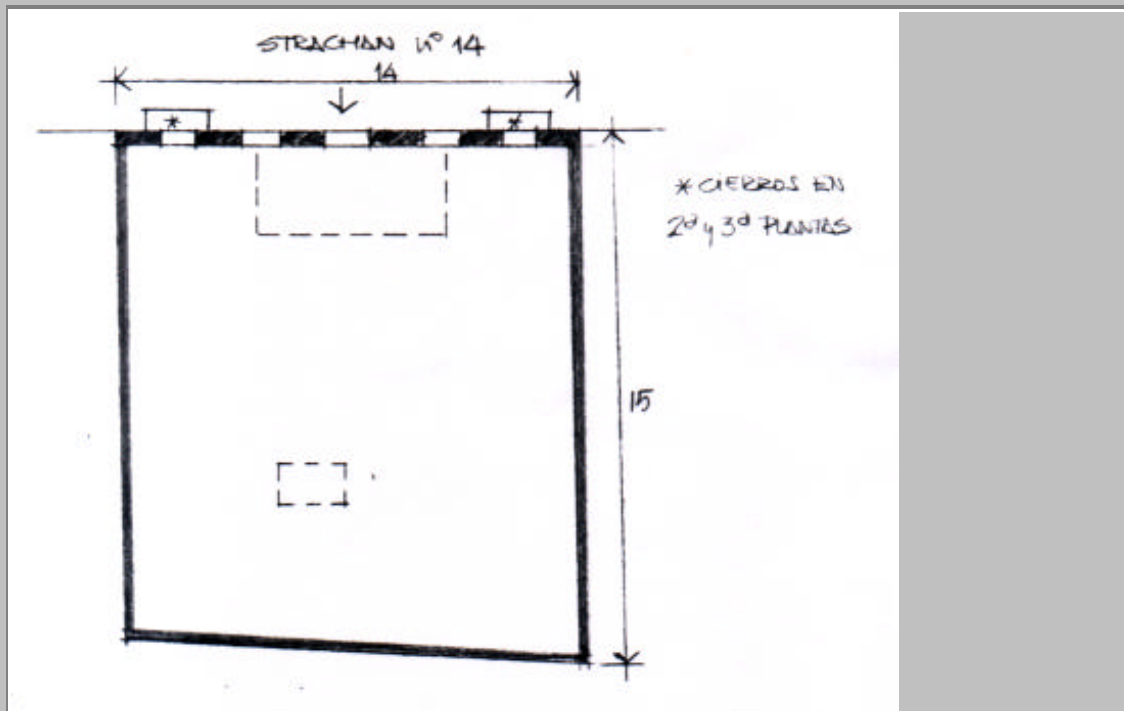 STRACHAN nº 14
14
*
*
* CIERROS EN
2ª y 3ª PLANTAS
15